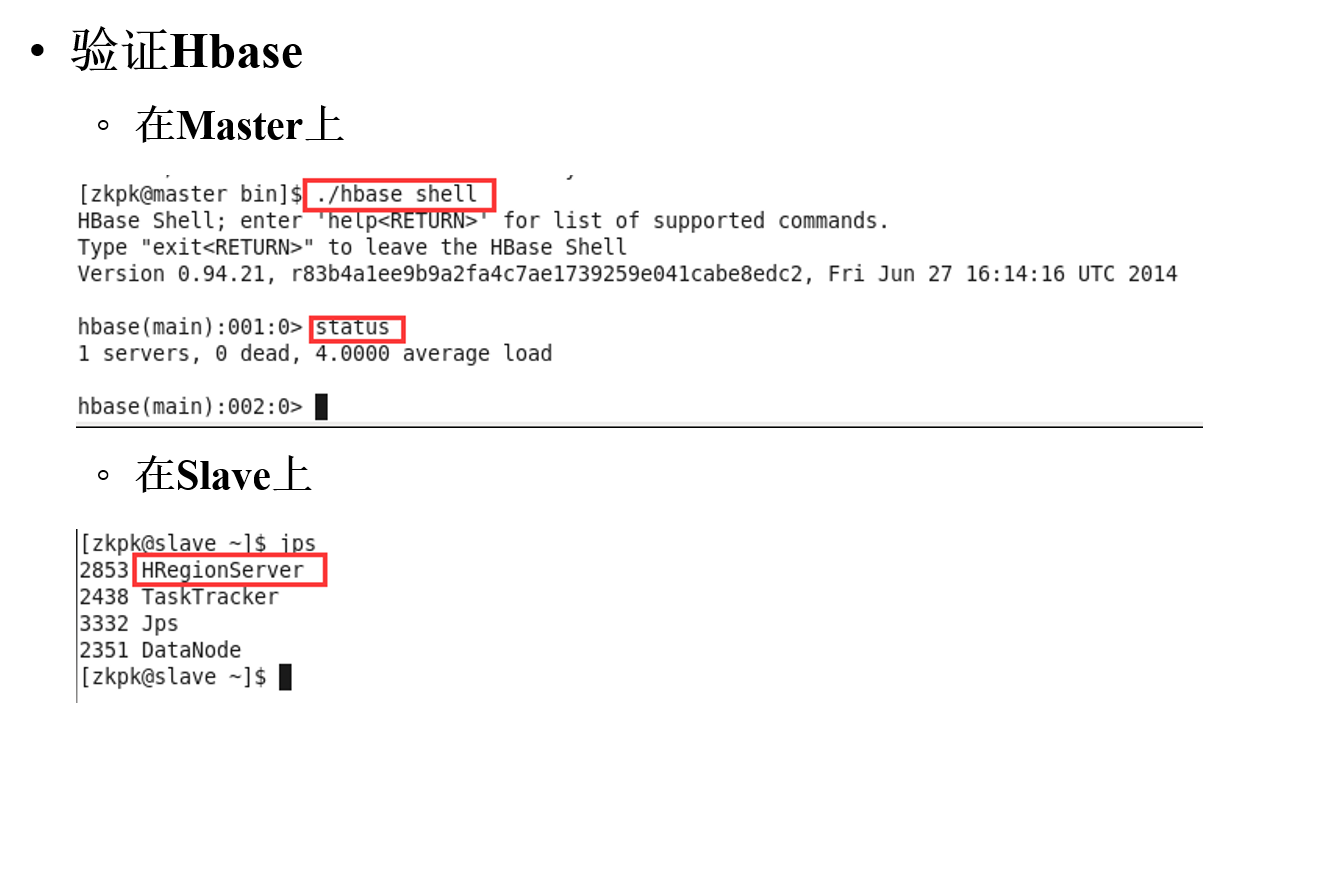 • 验证Hbase
◦ 在Master上
[zkpk@master bin]$ ./hbase shell
HBase Shell; enter 'help<RETURN>' for list of supported commands.
Type "exit<RETURN>" to leave the HBase Shell
Version 0.94.21, r83b4a1ee9b9a2fa4c7ae1739259e041cabe8edc2, Fri Jun 27 16:14:16 UTC 2014
hbase(main):001:0> status
1 servers, 0 dead, 4.0000 average load
hbase(main):002:0>
◦ 在Slave上
[zkpk@slave ~]$ jps
2853 HRegionServer
2438 TaskTracker
3332 Jps
2351 DataNode
[zkpk@slave ~]$